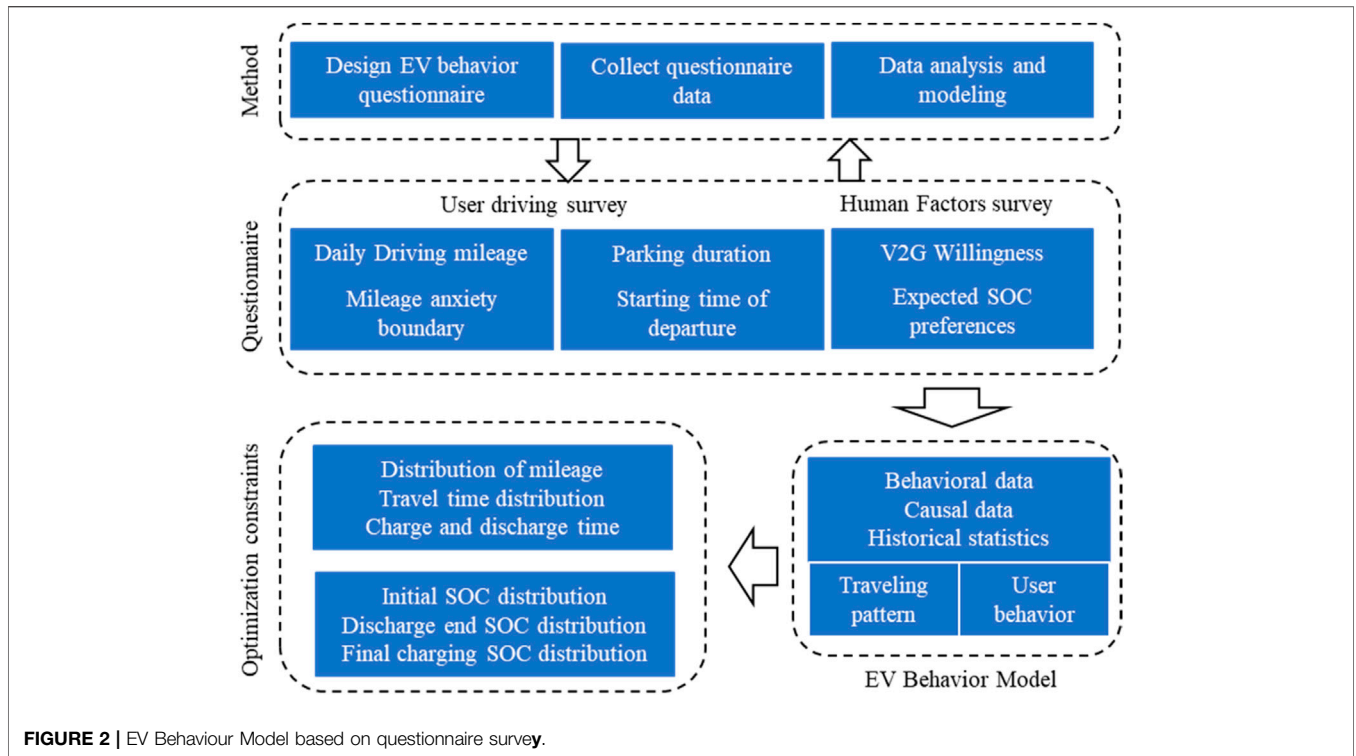 Method
Design EV behavior
questionnaire
Collect questionnaire
data
Data analysis and
modeling
Questionnaire
User driving survey
Human Factors survey
Daily Driving mileage
Mileage anxiety
boundary
Parking duration
Starting time of
departure
V2G Willingness
Expected SOC
preferences
Optimization constraints
Distribution of mileage
Travel time distribution
Charge and discharge time
Initial SOC distribution
Discharge end SOC distribution
Final charging SOC distribution
Behavioral data
Causal data
Historical statistics
Traveling
pattern
User
behavior
EV Behavior Model
FIGURE 2 | EV Behaviour Model based on questionnaire survey.